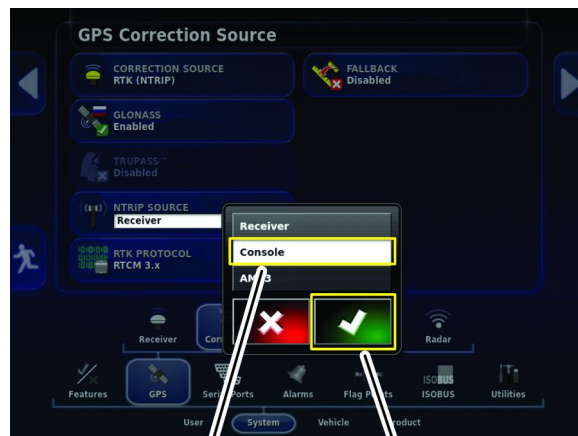 GPS Correction Source
CORRECTION SOURCE
RTK (NTRIP)
FALLBACK
Disabled
GLONASS
Enabled
TRUPASS™
Disabled
NTRIP SOURCE
Receiver
Receiver
Console
RTK PROTOCOL
RTCM 3.x
Receiver
Radar
Features
GPS
Alarms
ISOBUS
ISOBUS
Utilities
User
System
Vehicle